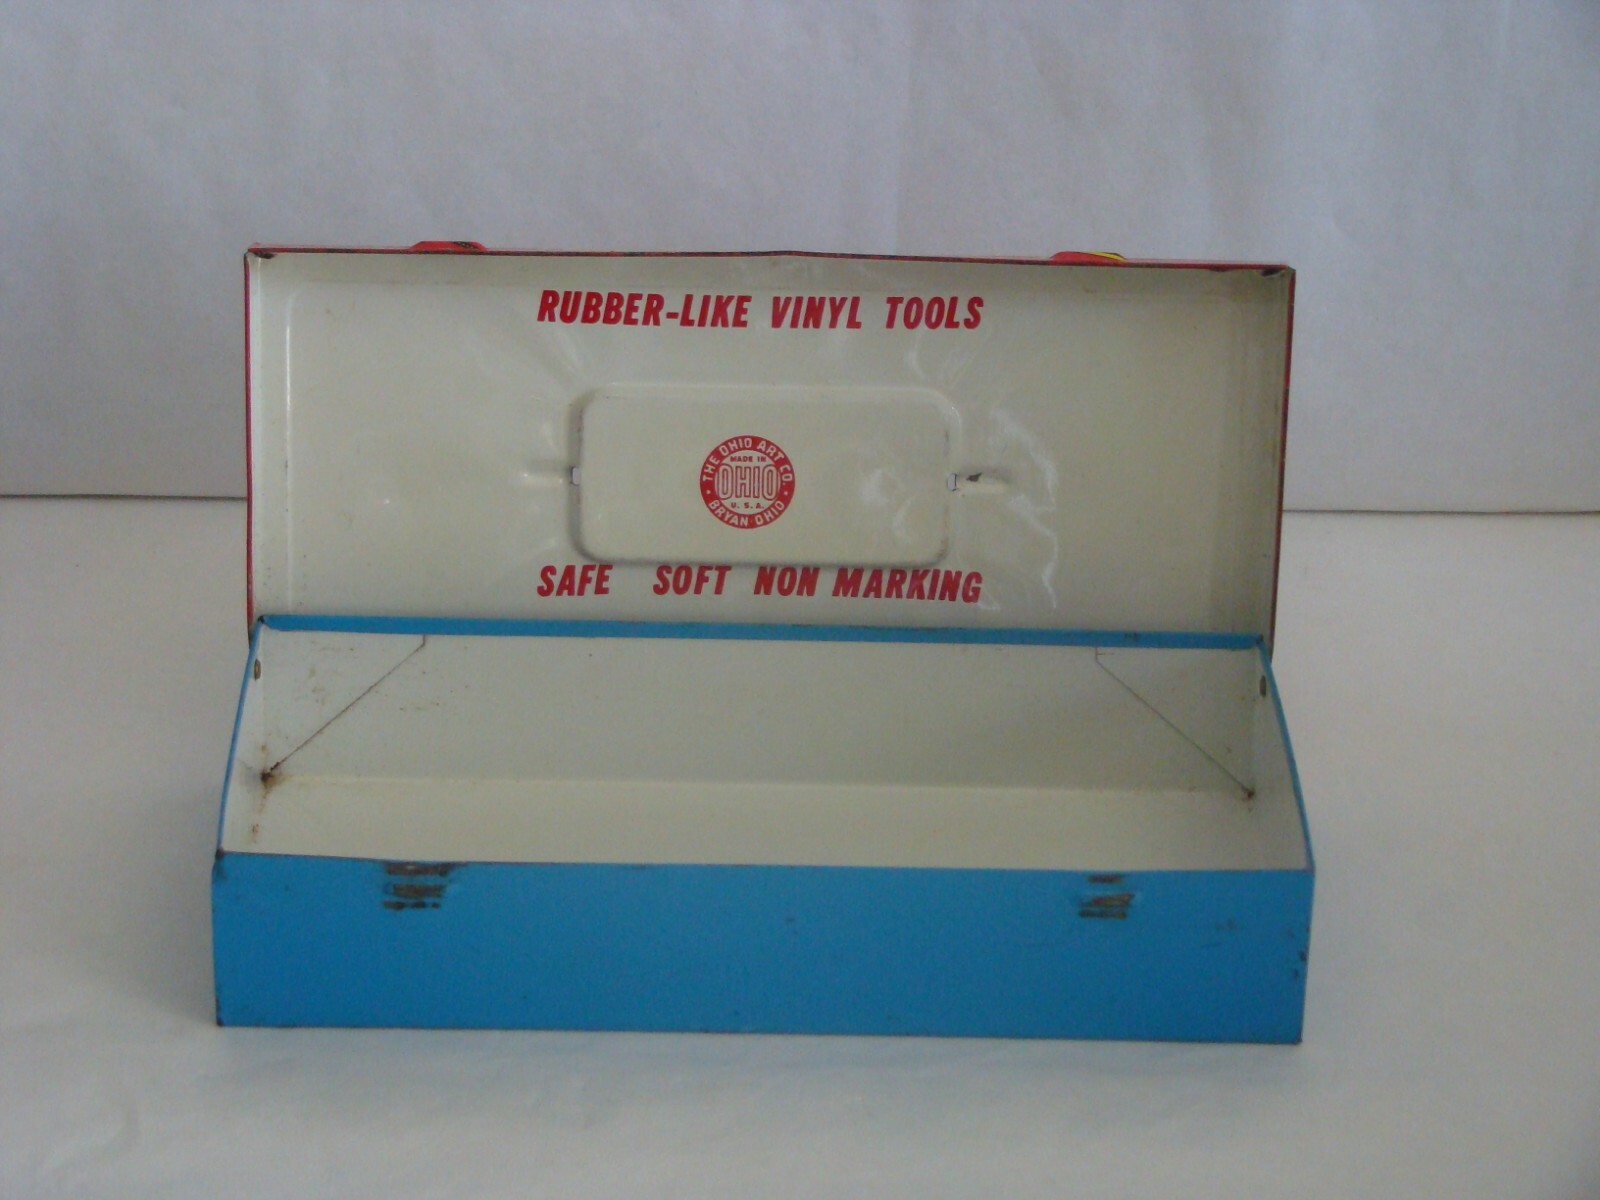 RUBBER-LIKE VINYL TOOLS
THE OHIO ART CO.
MADE IN
OHIO
U.S.A.
BRYAN OHIO
SAFE SOFT NON MARKING